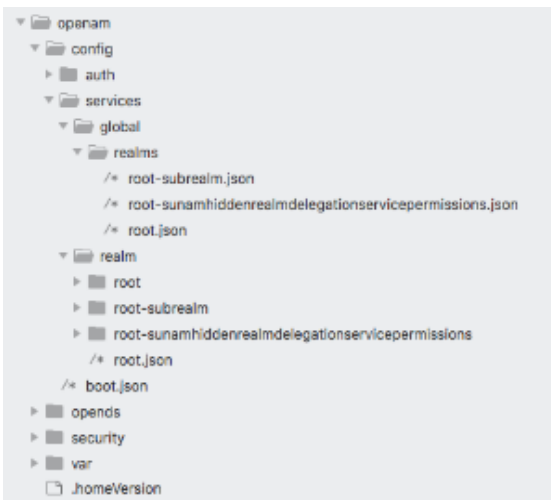 openam
config
auth
services
global
realms
/* root-subrealm.json
/* root-sunamhiddenrealmdelegationservicepermissions.json
/* root.json
realm
root
root-subrealm
root-sunamhiddenrealmdelegationservicepermissions
/* root.json
/* boot.json
opends
security
var
.homeVersion